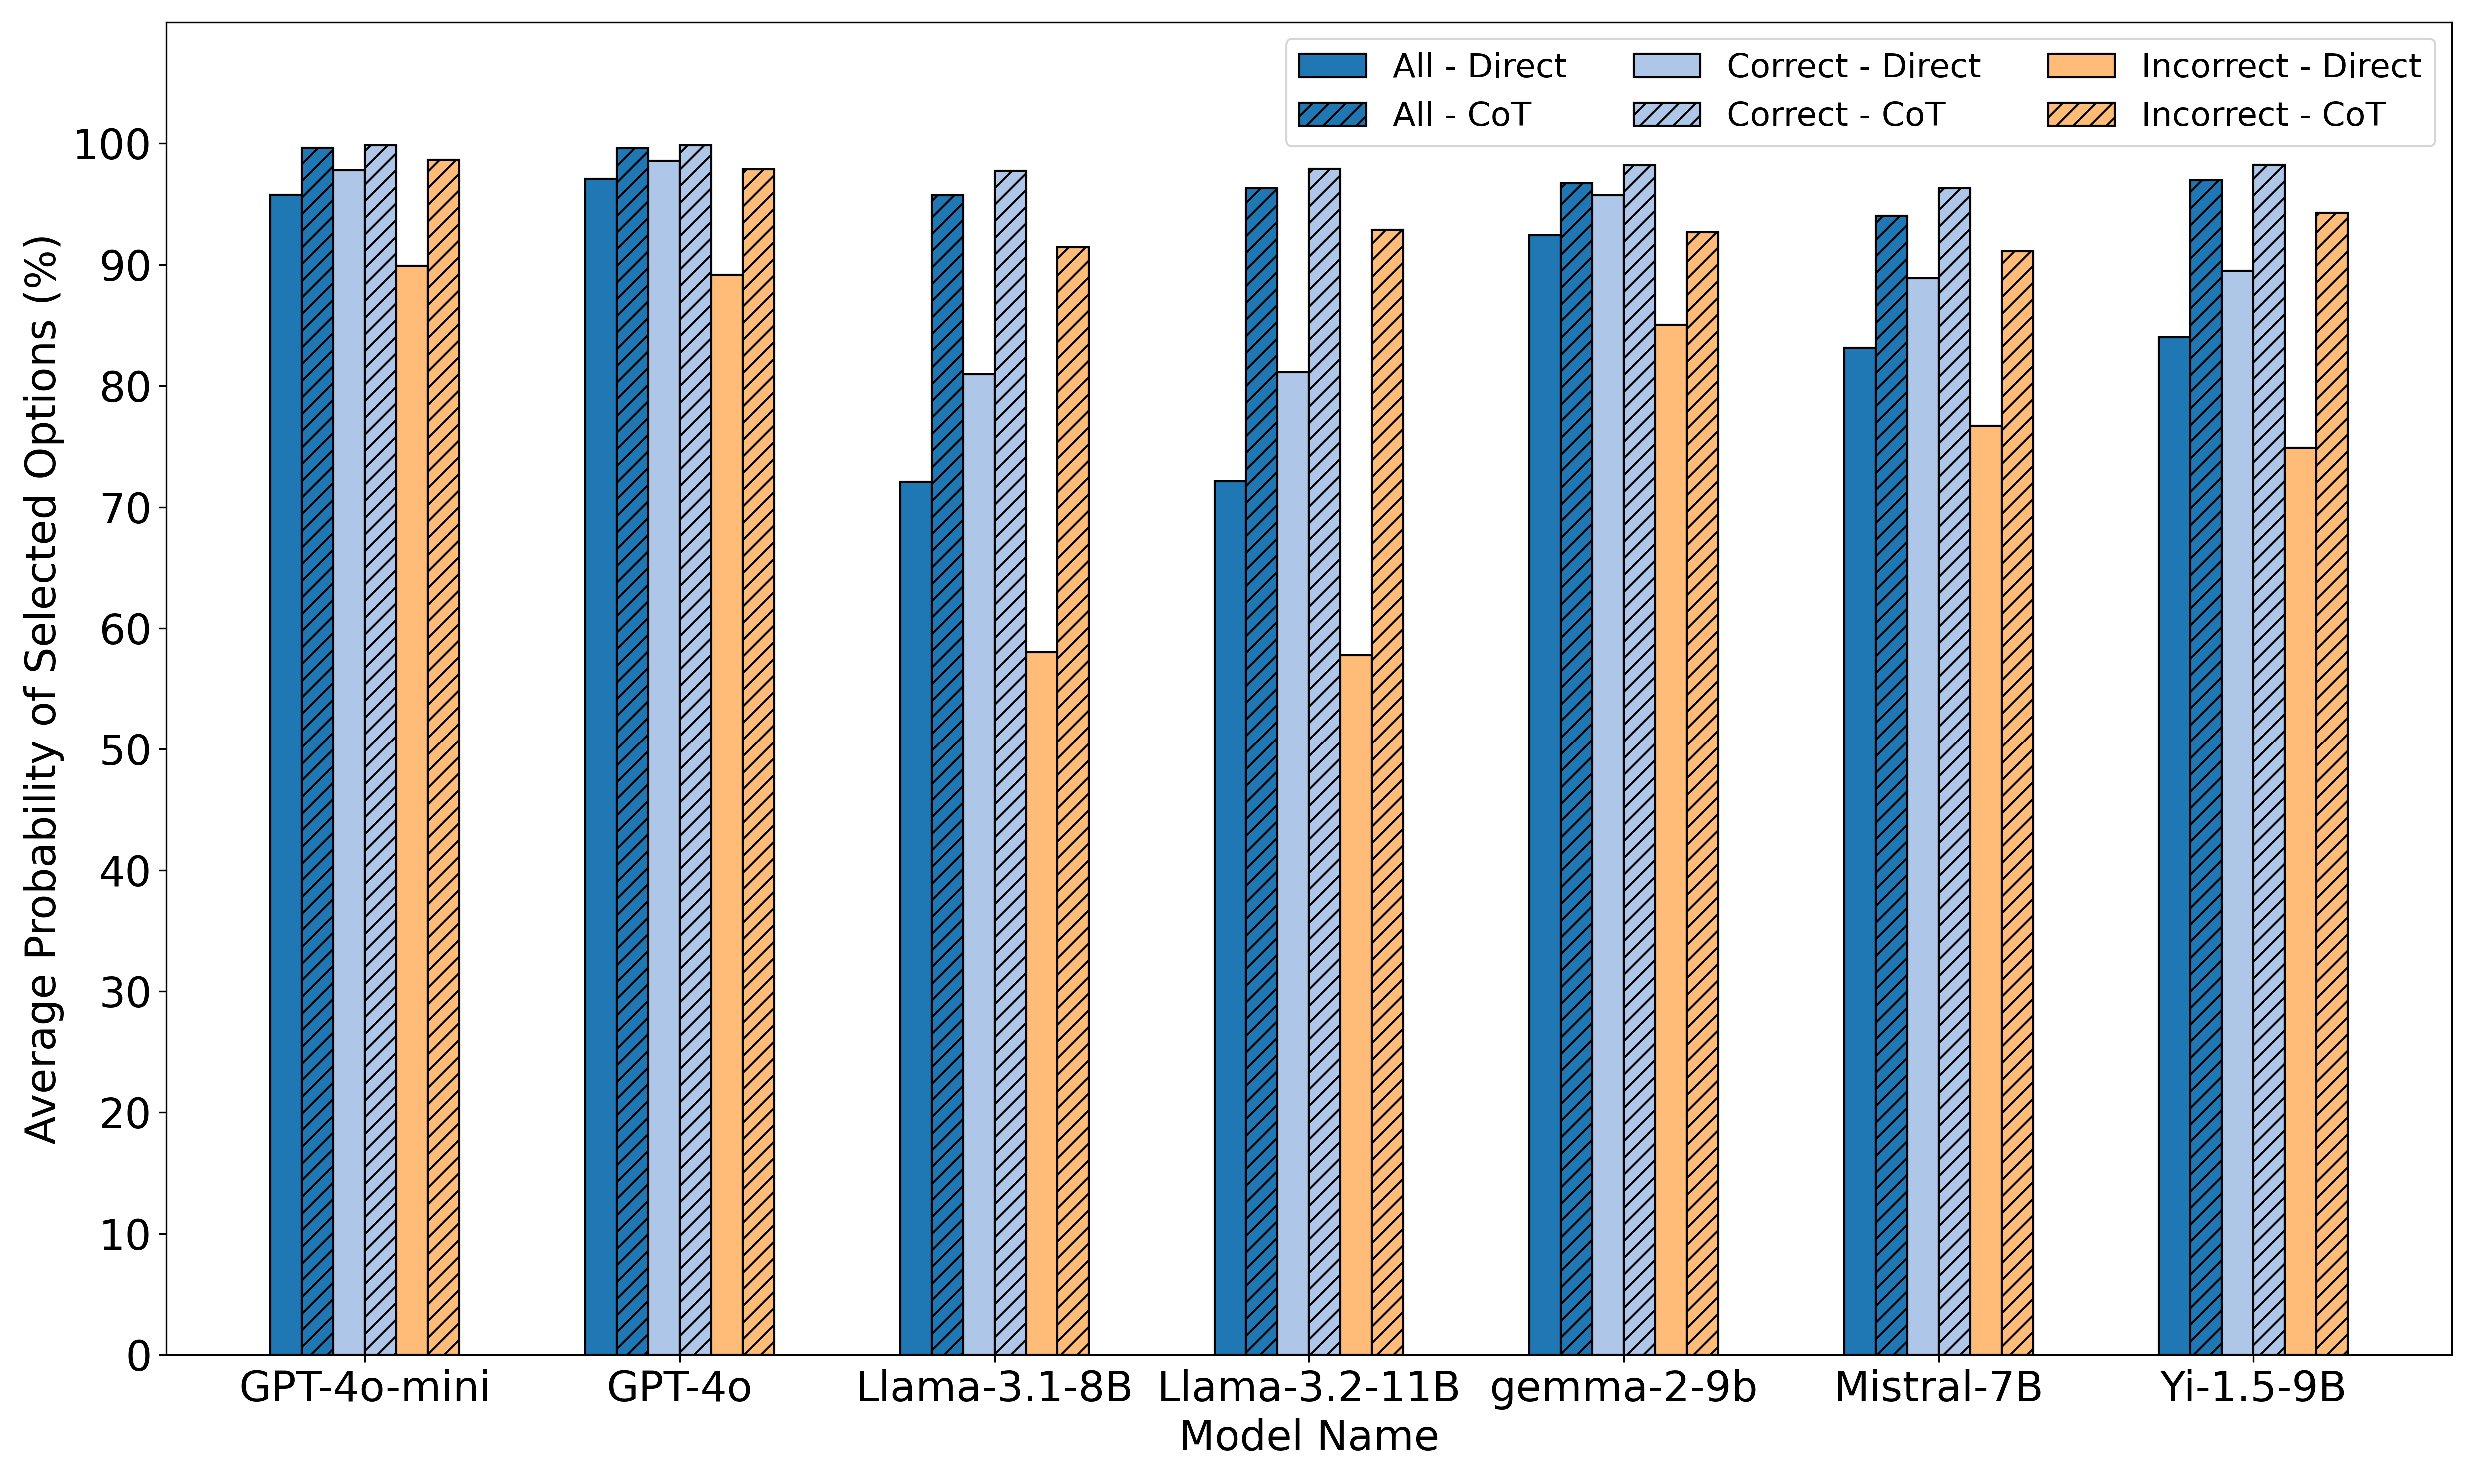 All - Direct
All - CoT
Correct - Direct
Correct - CoT
Incorrect - Direct
Incorrect - CoT
Average Probability of Selected Options (%)
100
90
80
70
60
50
40
30
20
10
0
GPT-4o-mini
GPT-4o
Llama-3.1-8B
Llama-3.2-11B
gemma-2-9b
Mistral-7B
Yi-1.5-9B
Model Name